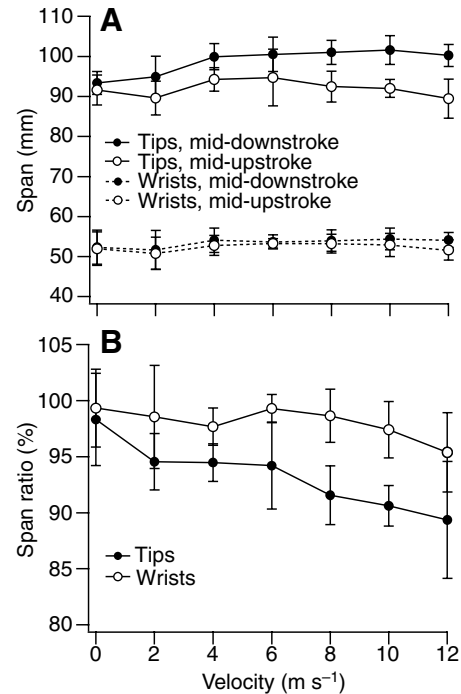 A
110
100
90
80
70
60
50
40
Span (mm)
Tips, mid-downstroke
Tips, mid-upstroke
Wrists, mid-downstroke
Wrists, mid-upstroke
B
105
100
95
90
85
80
Span ratio (%)
Tips
Wrists
0 2 4 6 8 10 12
Velocity (m s⁻¹)